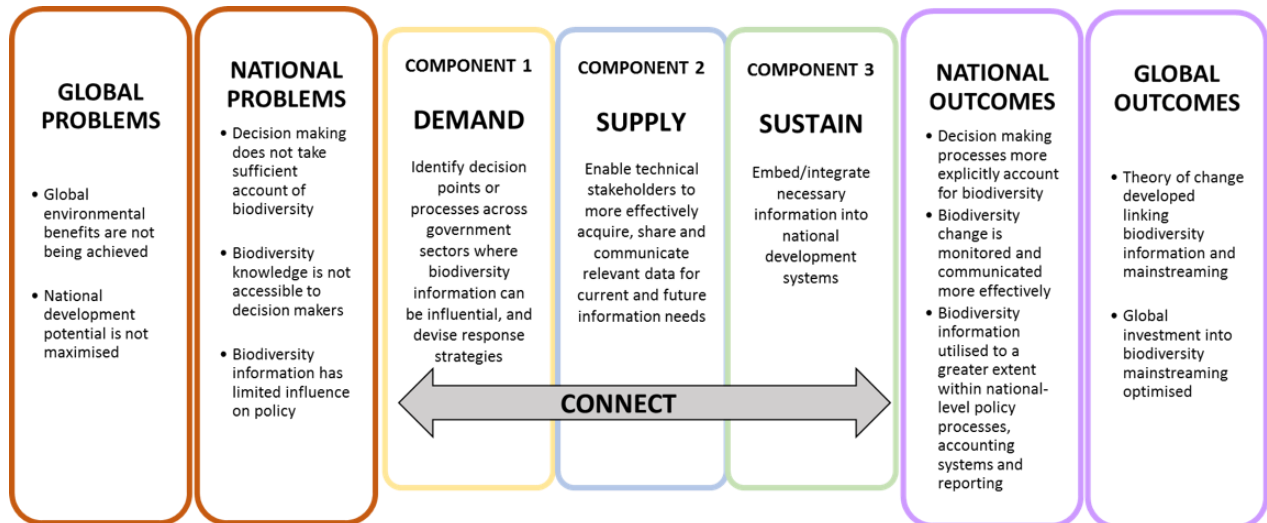 GLOBAL
PROBLEMS
• Global
environmental
benefits are not
being achieved
• National
development
potential is not
maximised
NATIONAL
PROBLEMS
• Decision making
does not take
sufficient
account of
biodiversity
• Biodiversity
knowledge is not
accessible to
decision makers
• Biodiversity
information has
limited influence
on policy
COMPONENT 1
DEMAND
Identify decision
points or
processes across
government
sectors where
biodiversity
information can
be influential, and
devise response
strategies
COMPONENT 2
SUPPLY
Enable technical
stakeholders to
more effectively
acquire, share and
communicate
relevant data for
current and future
information needs
COMPONENT 3
SUSTAIN
Embed/integrate
necessary
information into
national
development
systems
CONNECT
NATIONAL
OUTCOMES
• Decision making
processes more
explicitly account
for biodiversity
• Biodiversity
change is
monitored and
communicated
more effectively
• Biodiversity
information
utilised to a
greater extent
within national-
level policy
processes,
accounting
systems and
reporting
GLOBAL
OUTCOMES
• Theory of change
developed
linking
biodiversity
information and
mainstreaming
• Global
investment into
biodiversity
mainstreaming
optimised